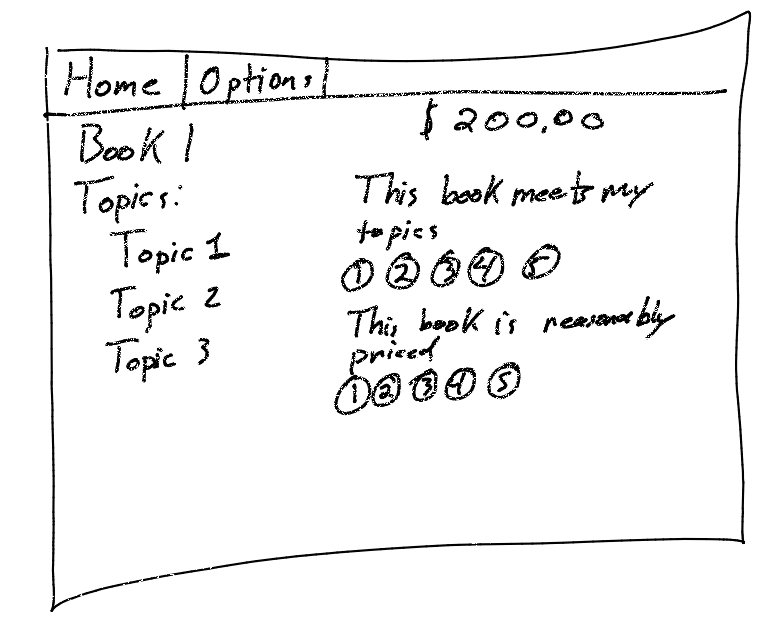 Home Options
Book 1 $ 200.00
Topics:
Topic 1
Topic 2
Topic 3
This book meets my
topics
1 2 3 4 5
This book is reasonably
priced
1 2 3 4 5